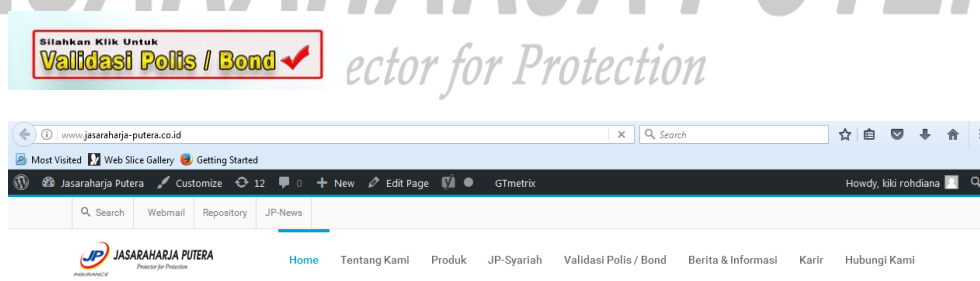 JASARAHARJA PUTERA
Silahkan Klik Untuk
Validasi Polis / Bond
ector for Protection
www.jasaraharja-putera.co.id
Search
Most Visited Web Slice Gallery Getting Started
Jasaraharja Putera Customize 12 0 + New Edit Page GTmetrix Howdy, kiki rohdiana
Search Webmail Repository JP-News
JP JASARAHARJA PUTERA
Protector for Protection
INSURANCE
Home Tentang Kami Produk JP-Syariah Validasi Polis / Bond Berita & Informasi Karir Hubungi Kami